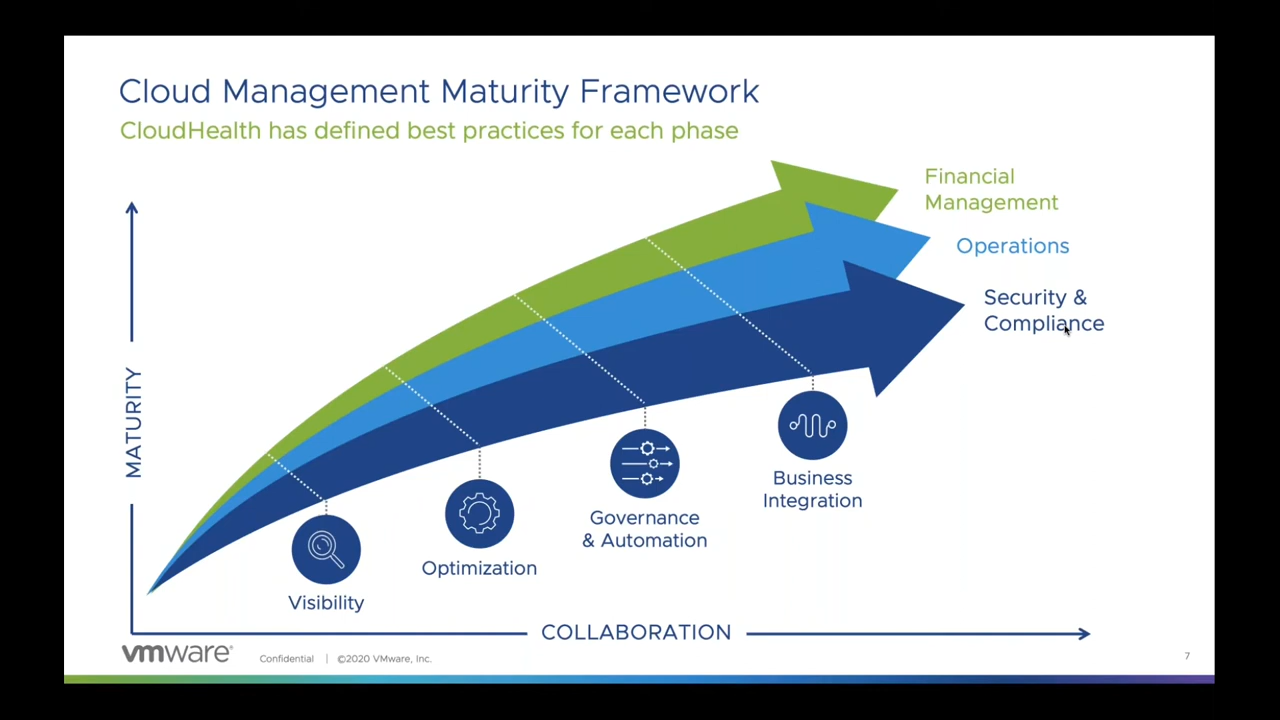 Cloud Management Maturity Framework
CloudHealth has defined best practices for each phase
Financial
Management
Operations
Security &
Compliance
MATURITY
Business
Integration
Governance
& Automation
Optimization
Visibility
COLLABORATION
vmware®
Confidential | ©2020 VMware, Inc.
7